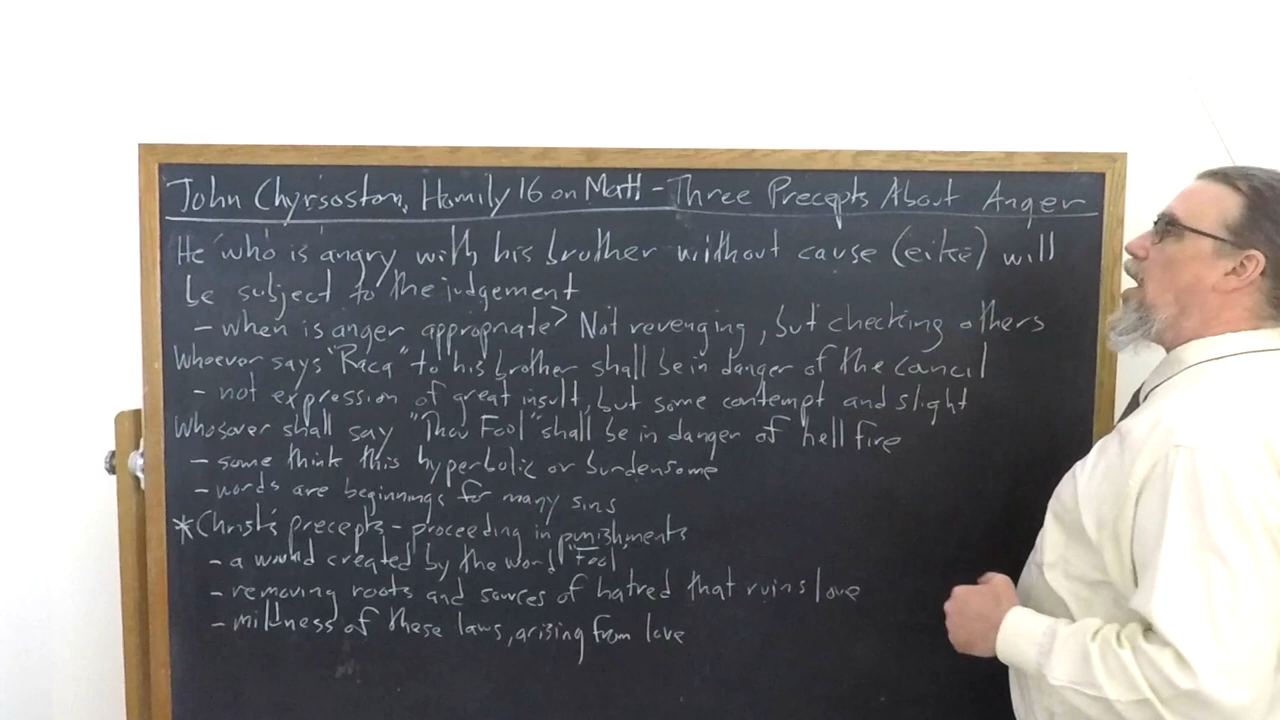 John Chyrsoston, Homily 16 on Matt - Three Precepts About Anger
He who is angry with his brother without cause (eikē) will
be subject to the judgement
- when is anger appropriate? Not revenging, but checking others
Whoever says "Raca" to his brother shall be in danger of the council
- not expression of great insult, but some contempt and slight
Whosover shall say "Thou Fool" shall be in danger of hell fire
- some think this hyperbolic or burdensome
- words are beginnings for many sins
*Christ's precepts - proceeding in punishments
- a wound created by the word "Fool"
- removing roots and sources of hatred that ruins love
- mildness of these laws, arising from love